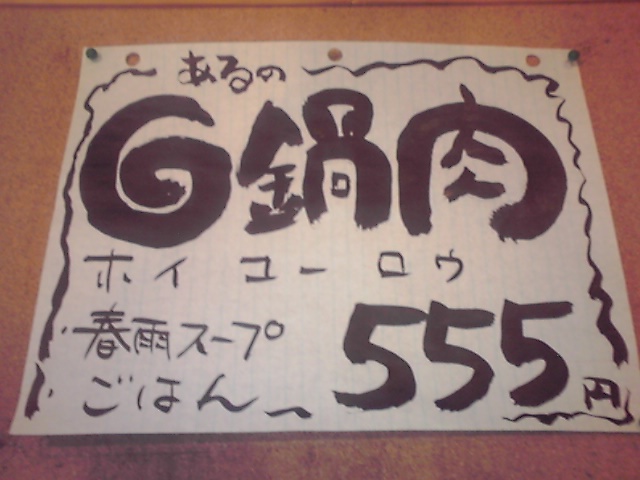 あるの
回鍋肉
ホイコーロウ
春雨スープ
ごはん
555円